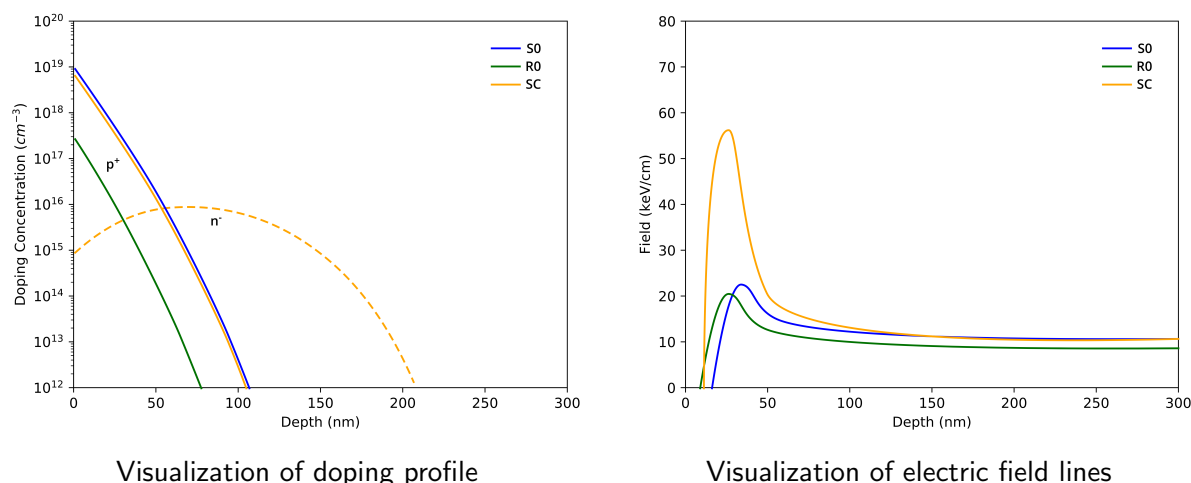 10^20
10^19
10^18
10^17
10^16
10^15
10^14
10^13
10^12
Doping Concentration (cm^−3)
S0
R0
SC
p^+
n^-
0 50 100 150 200 250 300
Depth (nm)
Visualization of doping profile
80
70
60
50
40
30
20
10
0
Field (keV/cm)
S0
R0
SC
0 50 100 150 200 250 300
Depth (nm)
Visualization of electric field lines